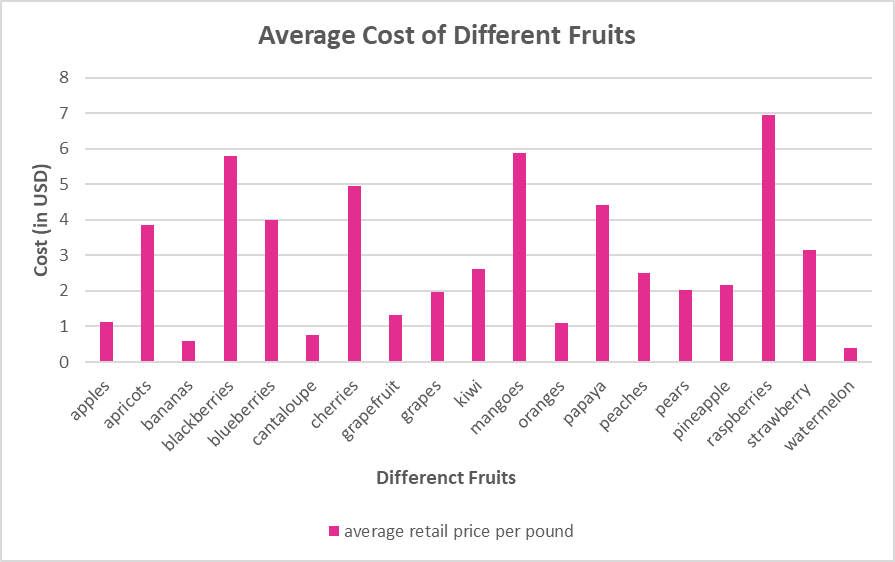 Average Cost of Different Fruits
8
7
6
5
4
3
2
1
0
Cost (in USD)
apples
apricots
bananas
blackberries
blueberries
cantaloupe
cherries
grapefruit
grapes
kiwi
mangoes
oranges
papaya
peaches
pears
pineapple
raspberries
strawberry
watermelon
Differenct Fruits
average retail price per pound